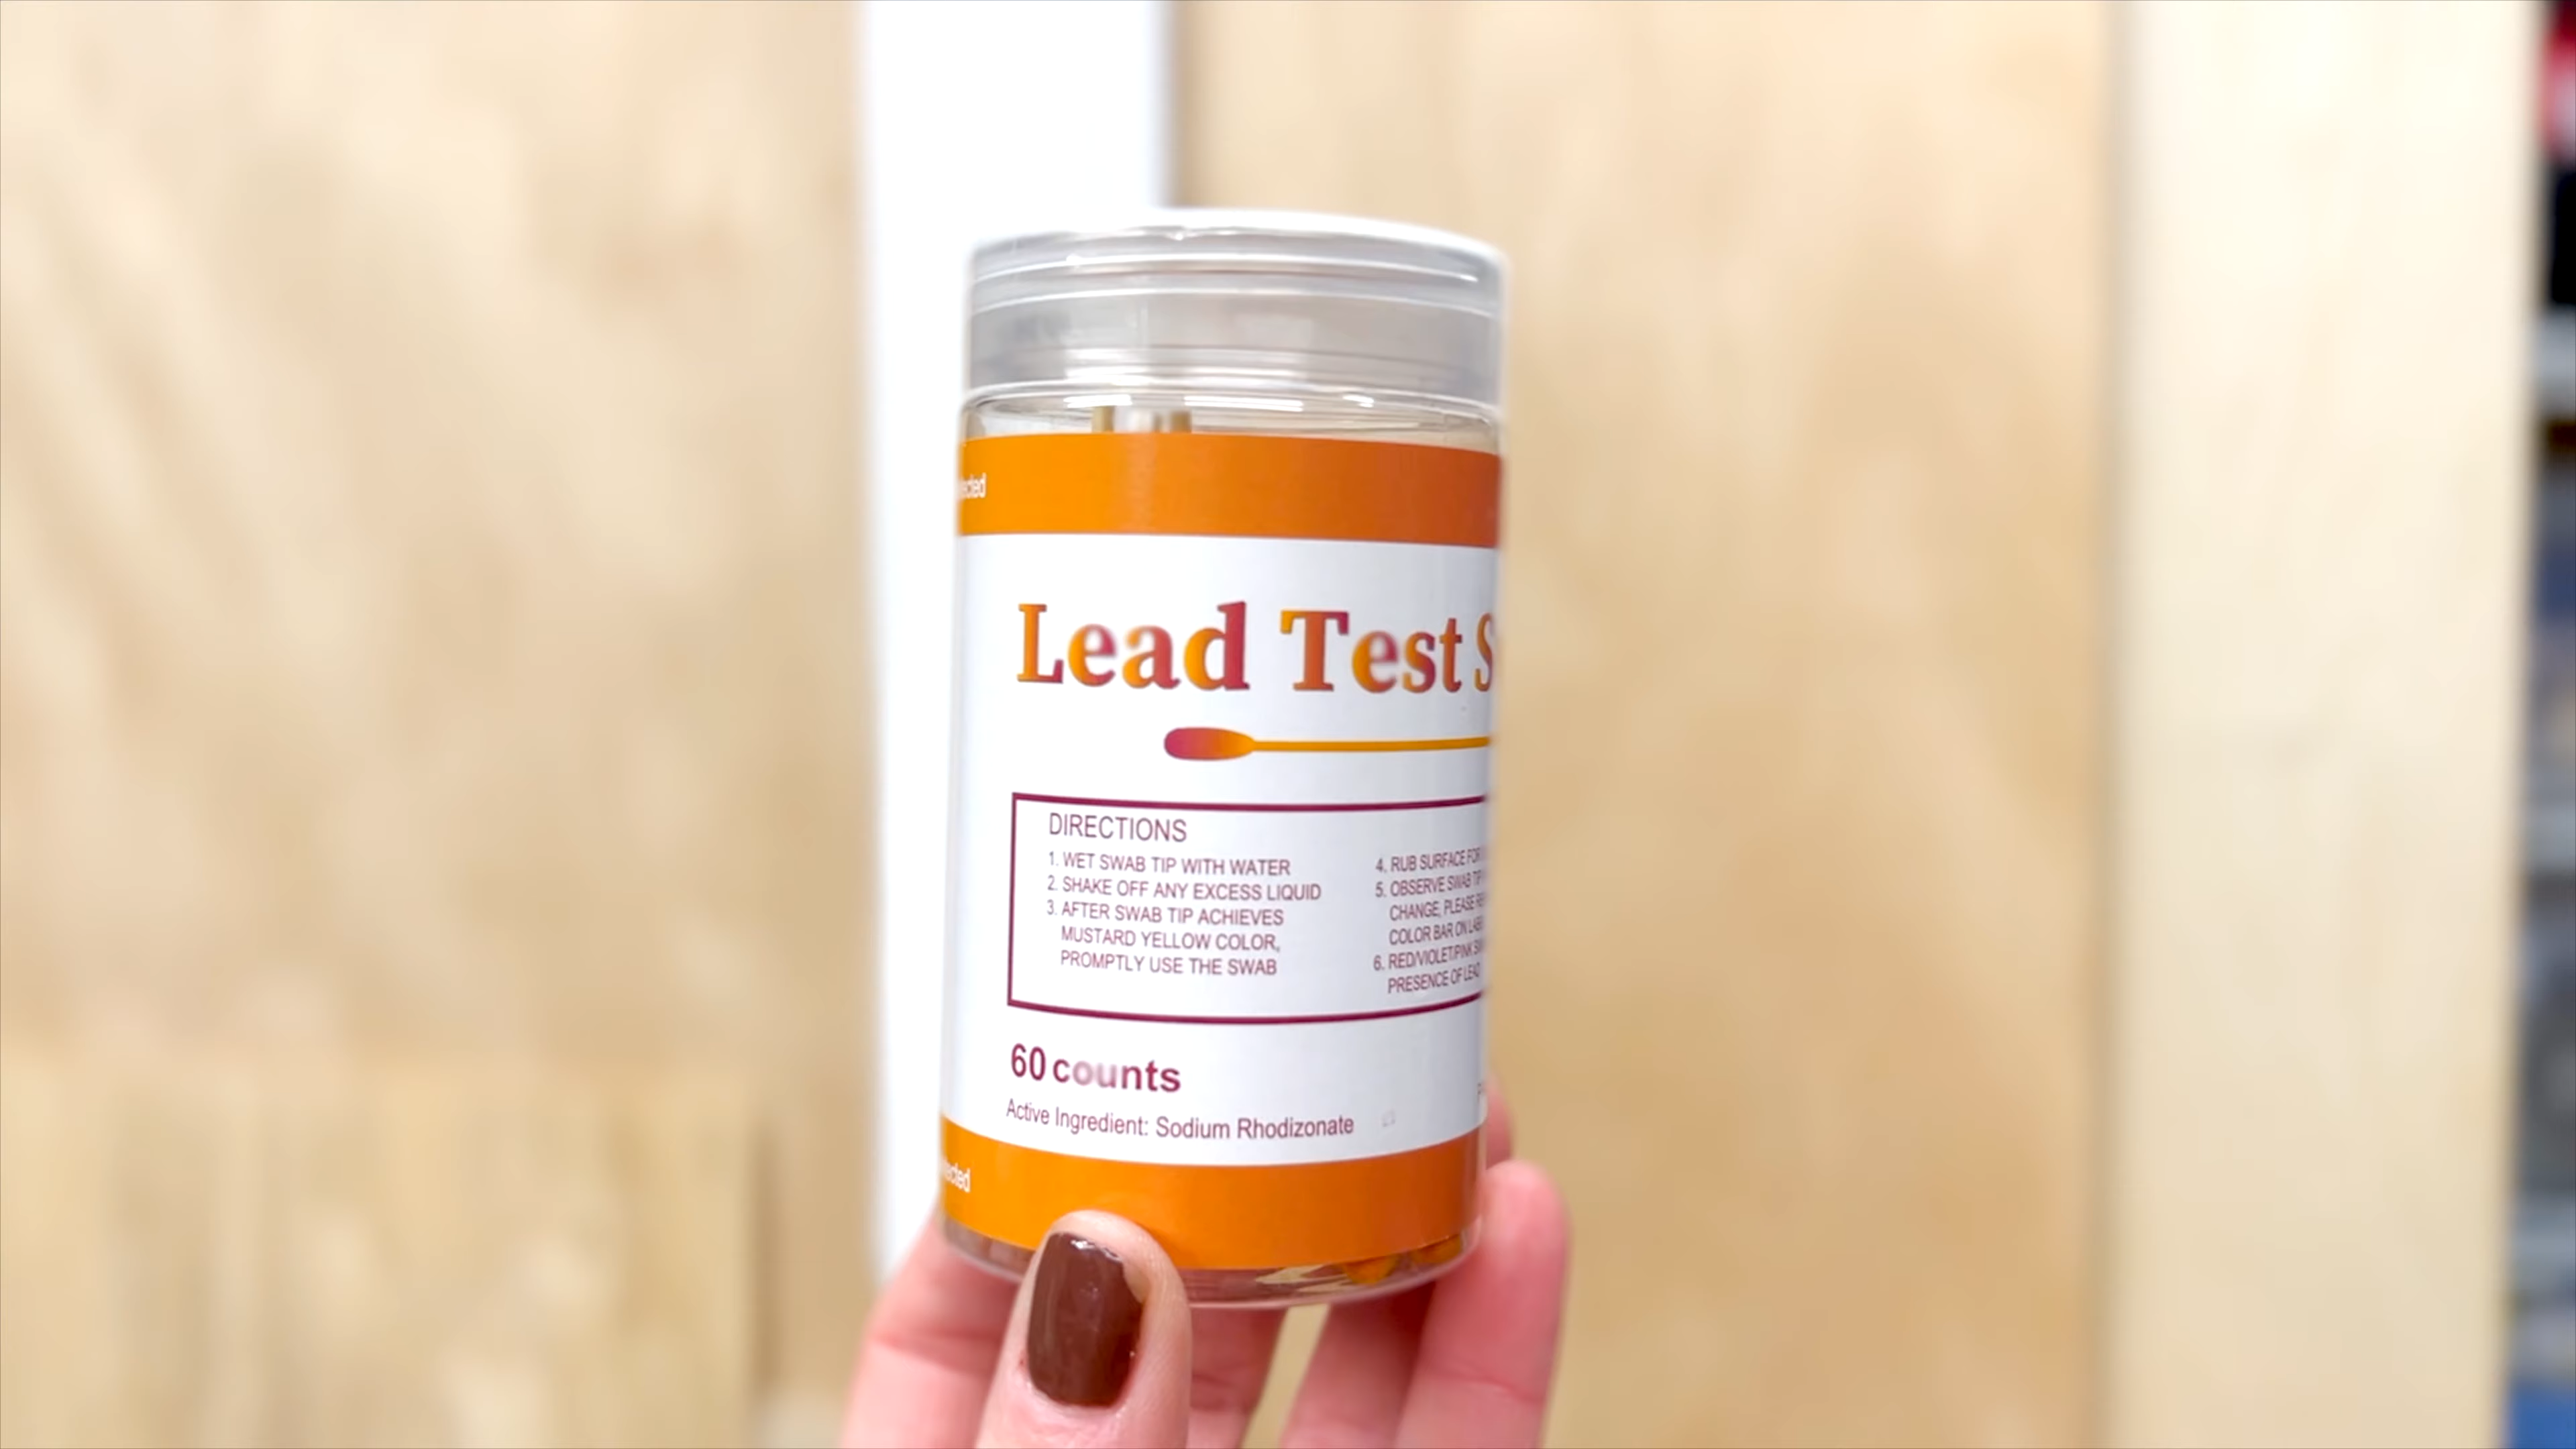 Lead Test S
DIRECTIONS
1. WET SWAB TIP WITH WATER
2. SHAKE OFF ANY EXCESS LIQUID
3. AFTER SWAB TIP ACHIEVES
MUSTARD YELLOW COLOR,
PROMPTLY USE THE SWAB
4. RUB SURFACE FOR
5. OBSERVE SWAB TIP
CHANGE, PLEASE
COLOR BAR ON
6. RED/VIOLET/PINK
PRESENCE OF LEAD
60 counts
Active Ingredient: Sodium Rhodizonate